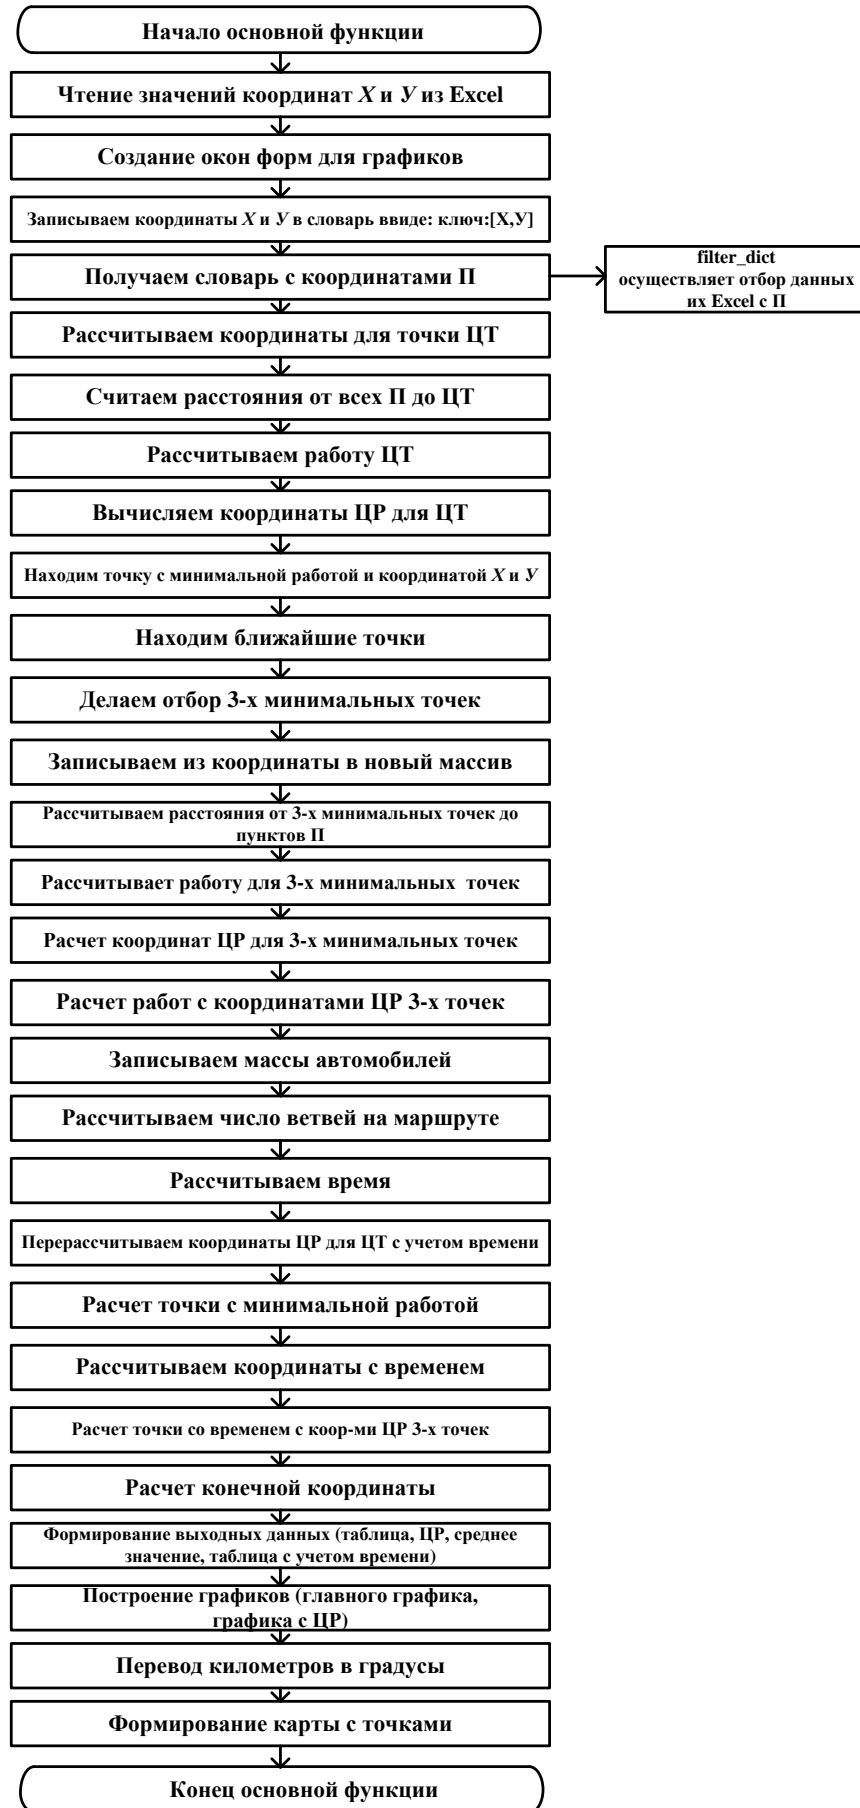 Начало основной функции
Чтение значений координат X и У из Excel
Создание окон форм для графиков
Записываем координаты X и У в словарь ввиде: ключ:[X,У]
Получаем словарь с координатами П
filter_dict
осуществляет отбор данных
их Excel с П
Рассчитываем координаты для точки ЦТ
Считаем расстояния от всех П до ЦТ
Рассчитываем работу ЦТ
Вычисляем координаты ЦР для ЦТ
Находим точку с минимальной работой и координатой X и У
Находим ближайшие точки
Делаем отбор 3-х минимальных точек
Записываем из координаты в новый массив
Рассчитываем расстояния от 3-х минимальных точек до
пунктов П
Рассчитывает работу для 3-х минимальных точек
Расчет координат ЦР для 3-х минимальных точек
Расчет работ с координатами ЦР 3-х точек
Записываем массы автомобилей
Рассчитываем число ветвей на маршруте
Рассчитываем время
Перерассчитываем координаты ЦР для ЦТ с учетом времени
Расчет точки с минимальной работой
Рассчитываем координаты с временем
Расчет точки со временем с коор-ми ЦР 3-х точек
Расчет конечной координаты
Формирование выходных данных (таблица, ЦР, среднее
значение, таблица с учетом времени)
Построение графиков (главного графика,
графика с ЦР)
Перевод километров в градусы
Формирование карты с точками
Конец основной функции